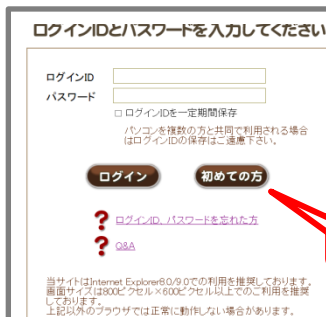 ログインIDとパスワードを入力してください
ログインID
パスワード
□ ログインIDを一定期間保存
パソコンを複数の方と共同で利用される場合
はログインIDの保存はご遠慮下さい。
ログイン 初めての方
? ログインID、パスワードを忘れた方
? Q&A
当サイトはInternet Explorer8.0/9.0での利用を推奨しております。
画面サイズは800ピクセル×600ピクセル以上でのご利用を推奨
しております。
上記以外のブラウザでは正常に動作しない場合があります。